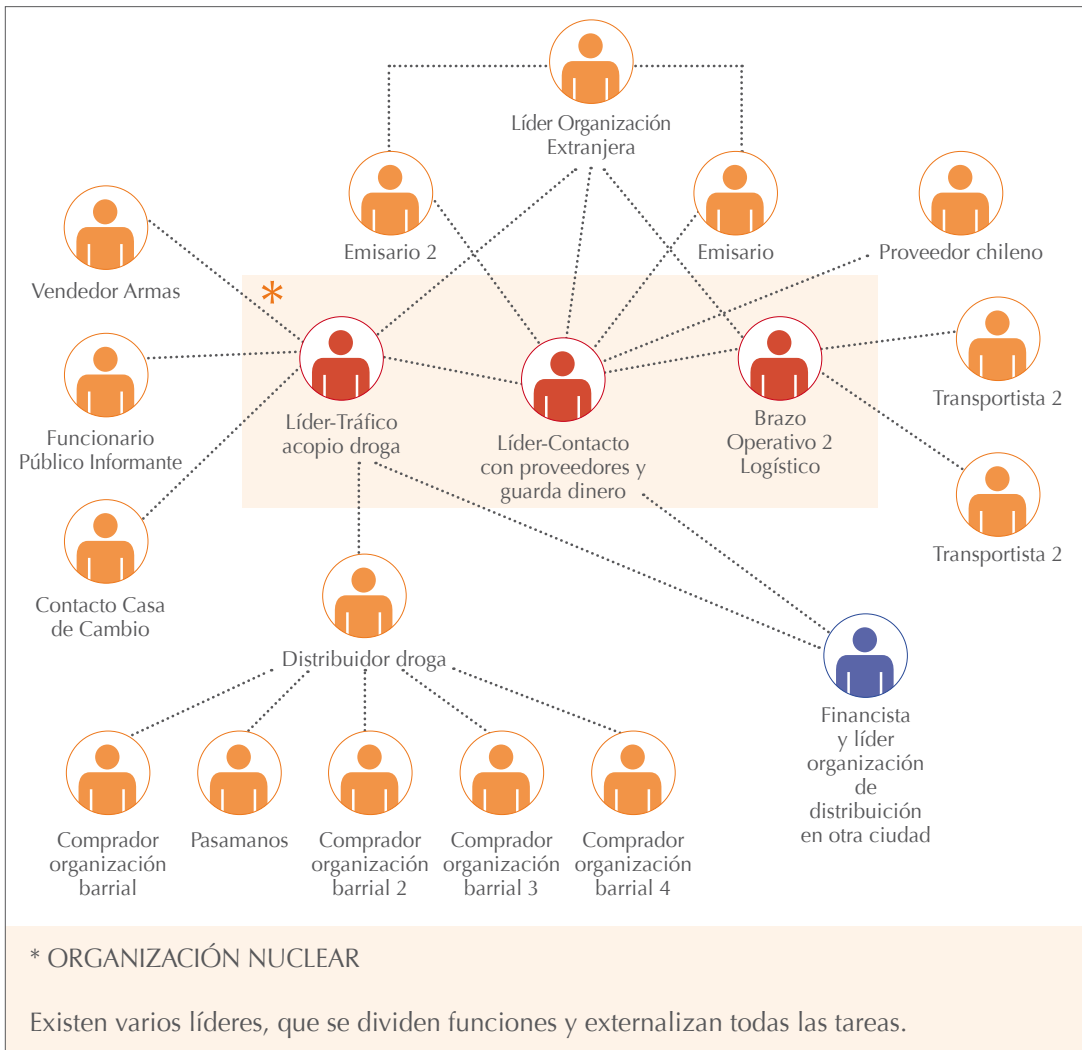 Líder Organización
Extranjera
Emisario 2
Emisario
Proveedor chileno
Vendedor Armas
*
Líder-Tráfico
acopio droga
Líder-Contacto
con proveedores y
guarda dinero
Brazo
Operativo 2
Logístico
Transportista 2
Funcionario
Público Informante
Transportista 2
Contacto Casa
de Cambio
Distribuidor droga
Financista
y líder
organización
de
distribuición
en otra ciudad
Comprador
organización
barrial
Pasamanos
Comprador
organización
barrial 2
Comprador
organización
barrial 3
Comprador
organización
barrial 4
* ORGANIZACIÓN NUCLEAR
Existen varios líderes, que se dividen funciones y externalizan todas las tareas.